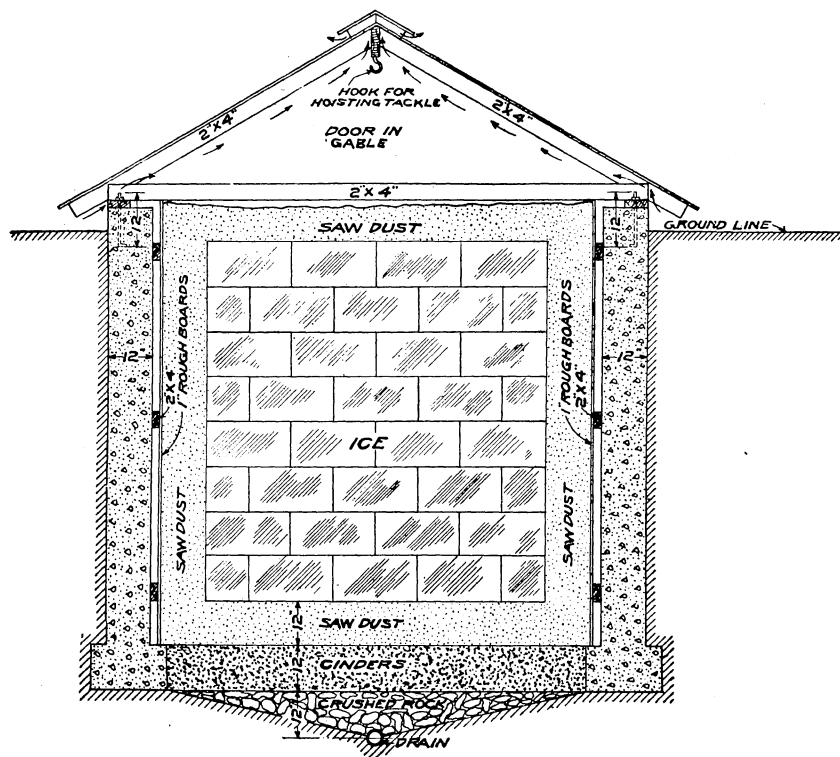 HOOK FOR
HOISTING TACKLE
2"X4"
2"X4"
DOOR IN
GABLE
2"X4"
12"
12"
GROUND LINE
SAW DUST
12"
1" ROUGH BOARDS
2"X4"
1" ROUGH BOARDS
2"X4"
12"
ICE
SAW DUST
SAW DUST
12"
SAW DUST
12"
CINDERS
12"
CRUSHED ROCK
DRAIN